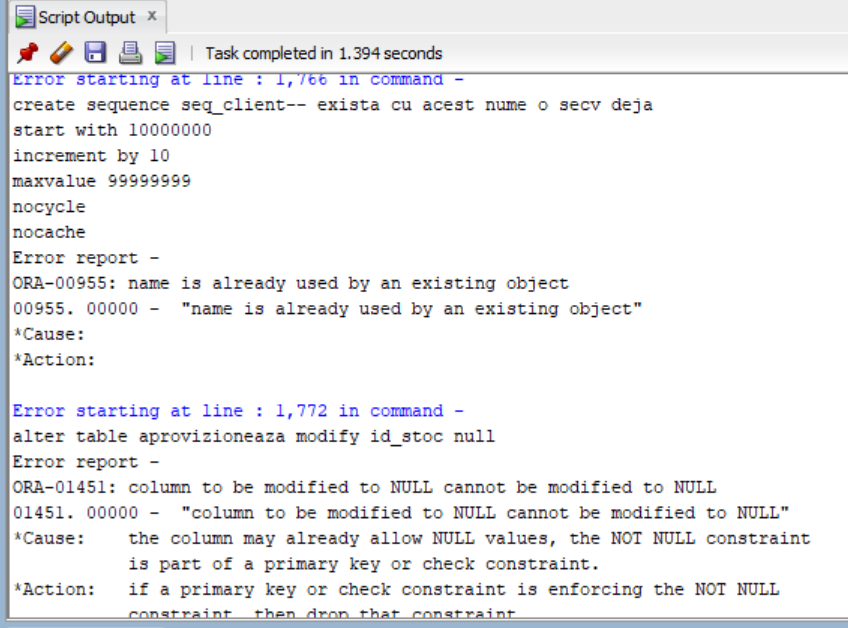 Script Output x
Task completed in 1.394 seconds
Error starting at line : 1,766 in command -
create sequence seq_client-- exista cu acest nume o secv deja
start with 10000000
increment by 10
maxvalue 99999999
nocycle
nocache
Error report -
ORA-00955: name is already used by an existing object
00955. 00000 -  "name is already used by an existing object"
*Cause:
*Action:
Error starting at line : 1,772 in command -
alter table aprovizioneaza modify id_stoc null
Error report -
ORA-01451: column to be modified to NULL cannot be modified to NULL
01451. 00000 -  "column to be modified to NULL cannot be modified to NULL"
*Cause:    the column may already allow NULL values, the NOT NULL constraint
is part of a primary key or check constraint.
*Action:   if a primary key or check constraint is enforcing the NOT NULL
constraint, then drop that constraint